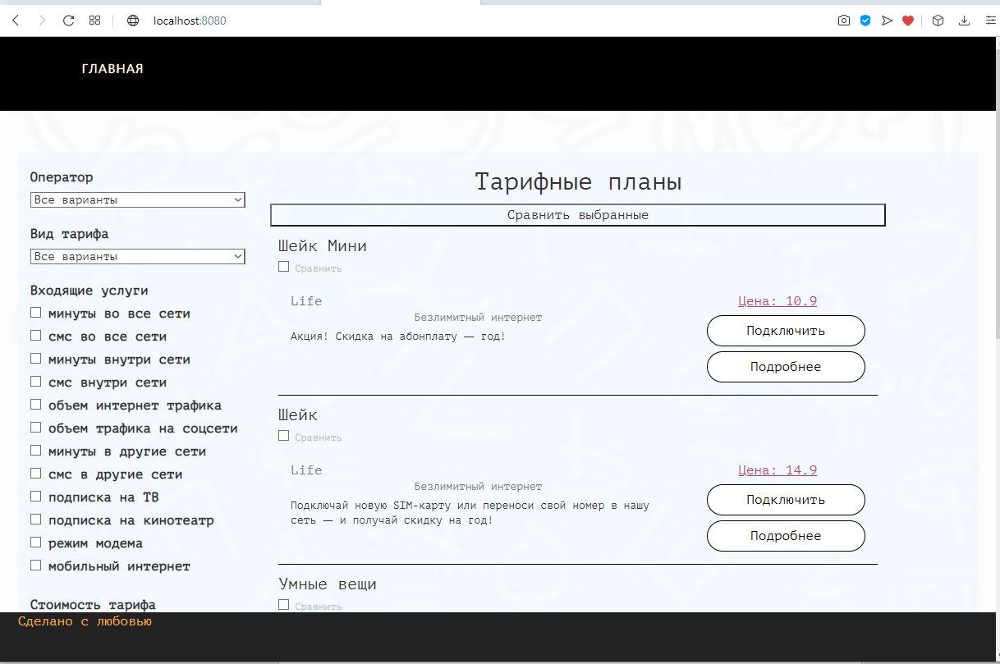 localhost:8080
ГЛАВНАЯ
Оператор
Все варианты
Вид тарифа
Все варианты
Входящие услуги
минуты во все сети
смс во все сети
минуты внутри сети
смс внутри сети
объем интернет трафика
объем трафика на соцсети
минуты в другие сети
смс в другие сети
подписка на ТВ
подписка на кинотеатр
режим модема
мобильный интернет
Стоимость тарифа
Тарифные планы
Сравнить выбранные
Шейк Мини
Сравнить
Life
Безлимитный интернет
Акция! Скидка на абонплату — год!
Цена: 10.9
Подключить
Подробнее
Шейк
Сравнить
Life
Безлимитный интернет
Подключай новую SIM-карту или переноси свой номер в нашу
сеть — и получай скидку на год!
Цена: 14.9
Подключить
Подробнее
Умные вещи
Сравнить
Сделано с любовью